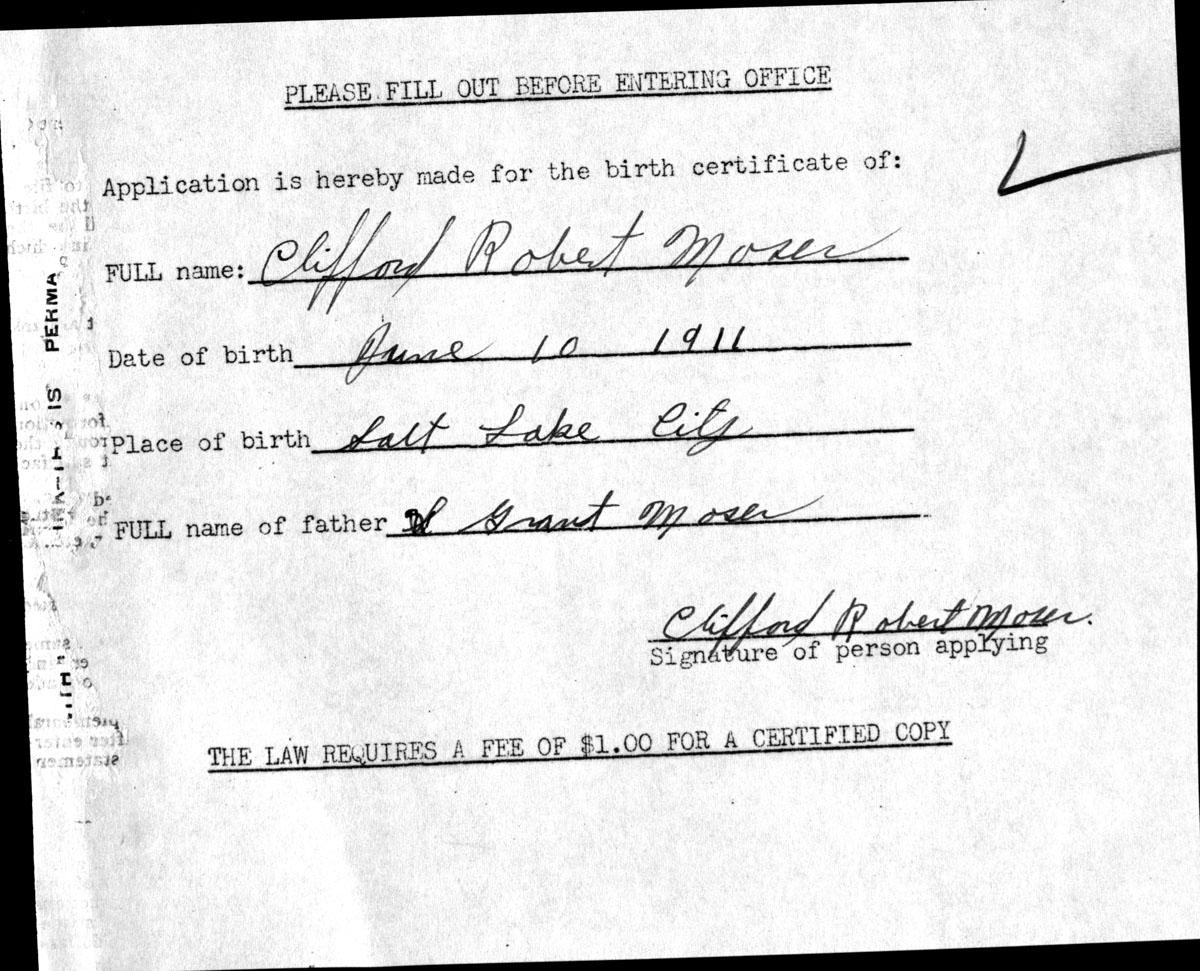 PLEASE FILL OUT BEFORE ENTERING OFFICE
Application is hereby made for the birth certificate of:
FULL name: Clifford Robert Moser
Date of birth June 10 1911
Place of birth Salt Lake City
FULL name of father Grant Moser
Clifford Robert Moser.
Signature of person applying
THE LAW REQUIRES A FEE OF $1.00 FOR A CERTIFIED COPY
IS PERMA